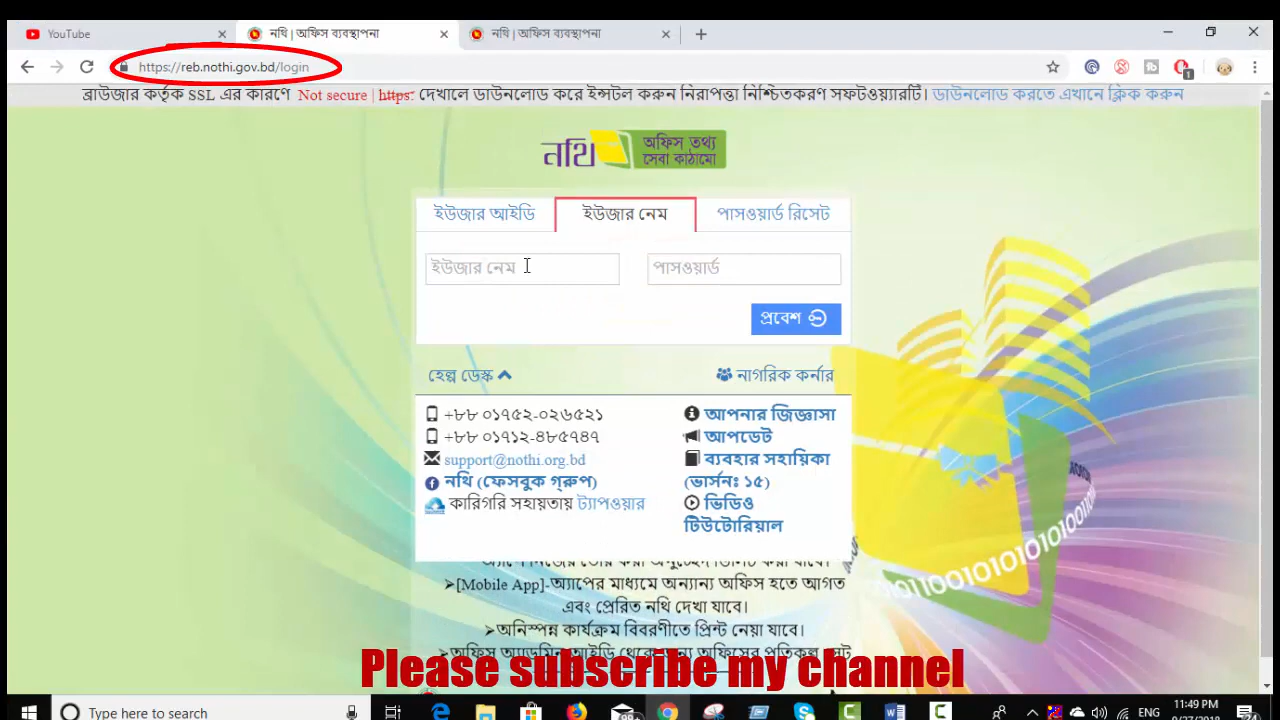 YouTube
নথি | অফিস ব্যবস্থাপনা
নথি | অফিস ব্যবস্থাপনা
https://reb.nothi.gov.bd/login
ব্রাউজার কর্তৃক SSL এর কারণে Not secure | https: দেখালে ডাউনলোড করে ইন্সটল করুন নিরাপত্তা নিশ্চিতকরণ সফটওয়্যারটি। ডাউনলোড করতে এখানে ক্লিক করুন
নথি
অফিস তথ্য
সেবা কাঠামো
ইউজার আইডি
ইউজার নেম
পাসওয়ার্ড রিসেট
ইউজার নেম
পাসওয়ার্ড
প্রবেশ
হেল্প ডেস্ক
নাগরিক কর্নার
+৮৮ ০১৭৫২-০২৬৫২১
+৮৮ ০১৭১২-৪৮৫৭৪৭
support@nothi.org.bd
নথি (ফেসবুক গ্রুপ)
কারিগরি সহায়তায় ট্যাপওয়ার
আপনার জিজ্ঞাসা
আপডেট
ব্যবহার সহায়িকা
(ভার্সনঃ ১৫)
ভিডিও
টিউটোরিয়াল
➢[Mobile App]-অ্যাপের মাধ্যমে অন্যান্য অফিস হতে আগত
এবং প্রেরিত নথি দেখা যাবে।
➢অনিস্পন্ন কার্যক্রম বিবরণীতে প্রিন্ট নেয়া যাবে।
01100101010100110
Please subscribe my channel
Type here to search
ENG
11:49 PM